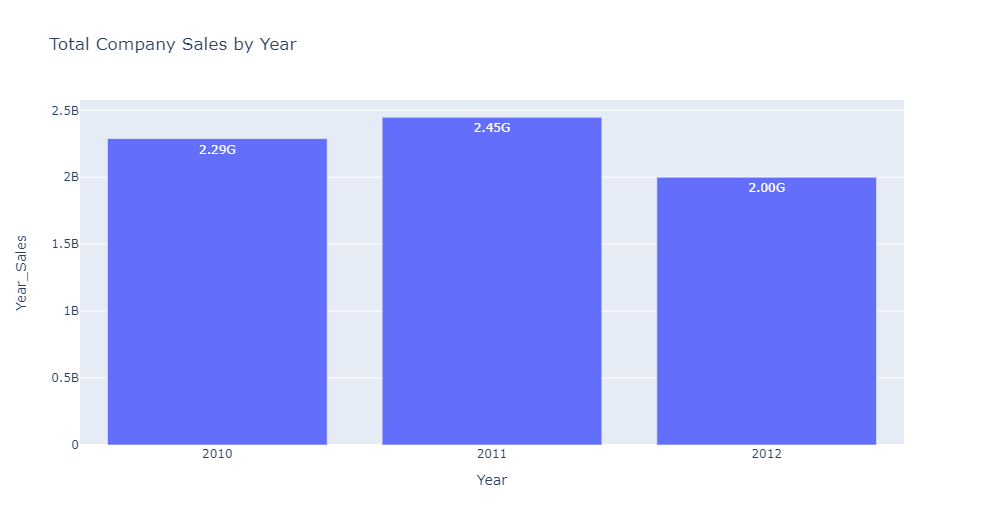 Total Company Sales by Year
2.5B
2B
1.5B
1B
0.5B
0
Year_Sales
2.29G
2.45G
2.00G
2010
2011
2012
Year